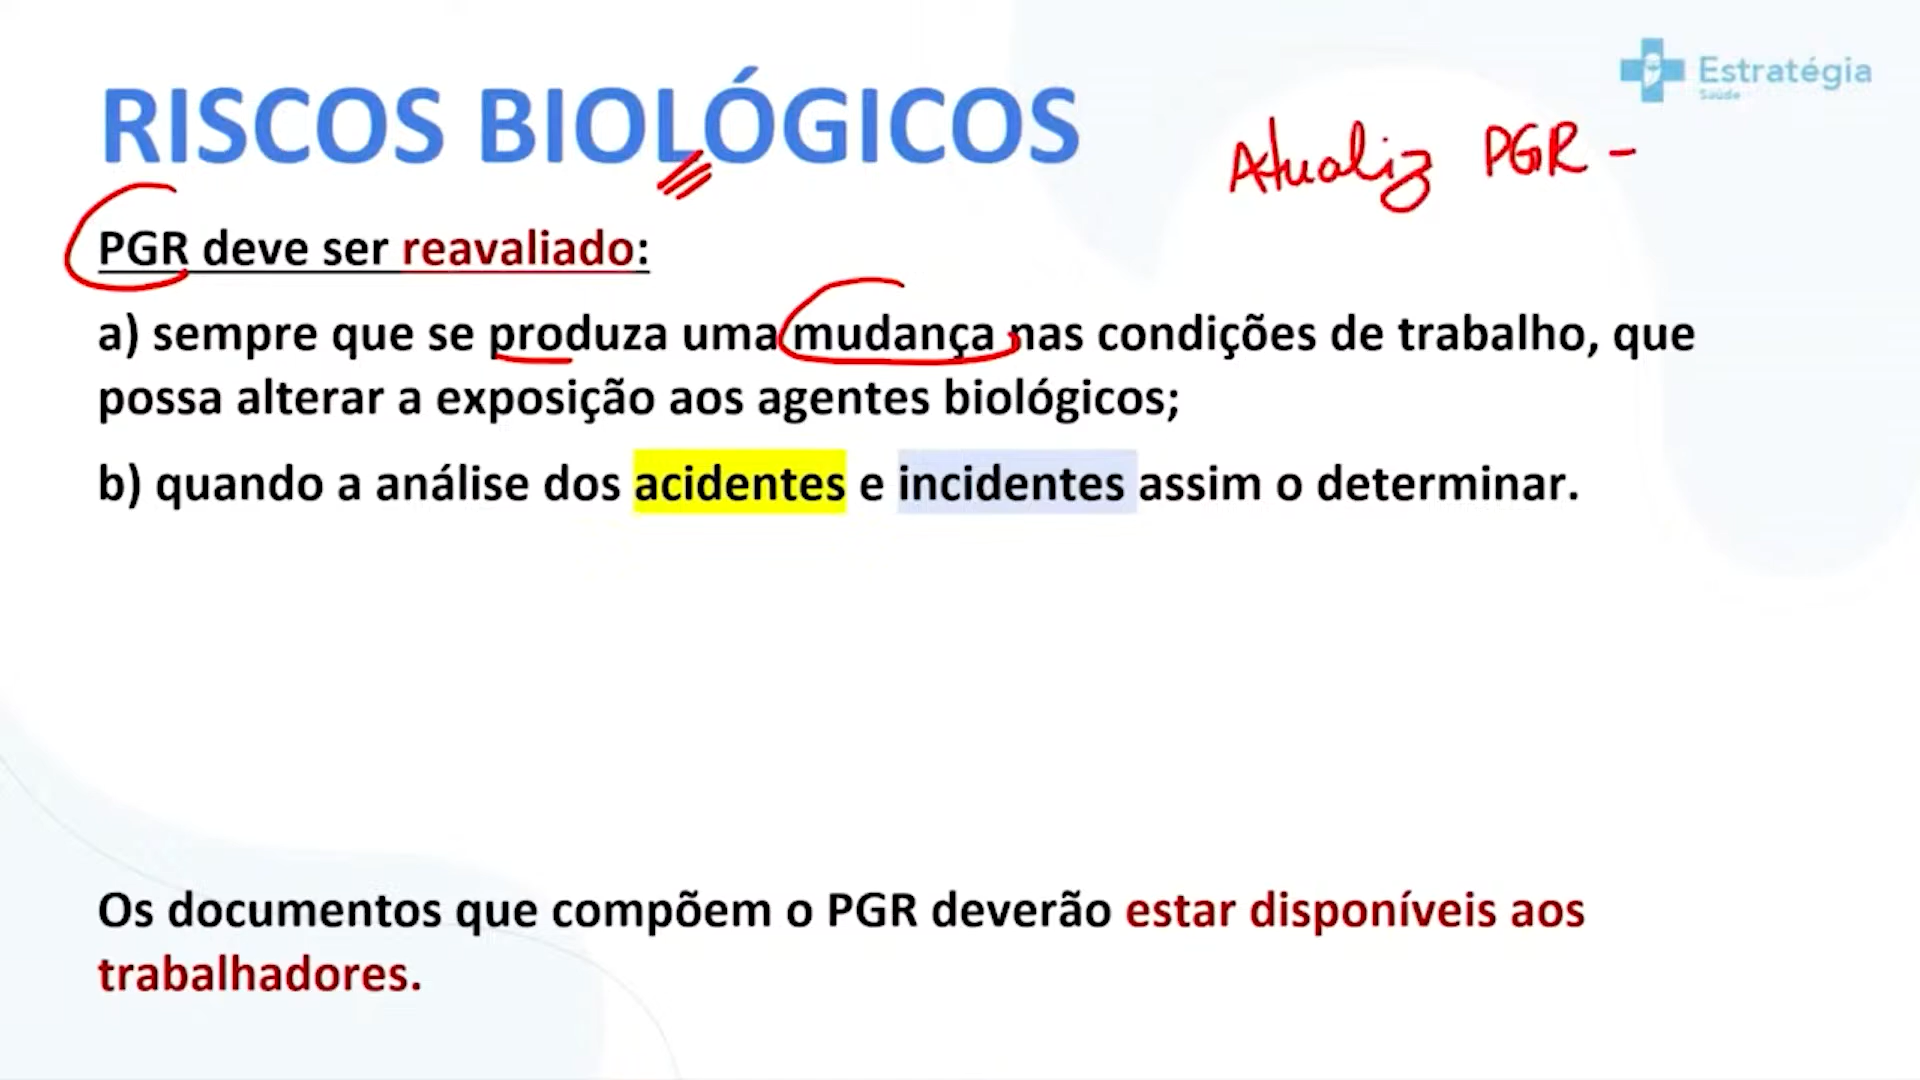 Estratégia
Saúde
RISCOS BIOLÓGICOS
Atualiz PGR -
PGR deve ser reavaliado:
a) sempre que se produza uma mudança nas condições de trabalho, que
possa alterar a exposição aos agentes biológicos;
b) quando a análise dos acidentes e incidentes assim o determinar.
Os documentos que compõem o PGR deverão estar disponíveis aos
trabalhadores.